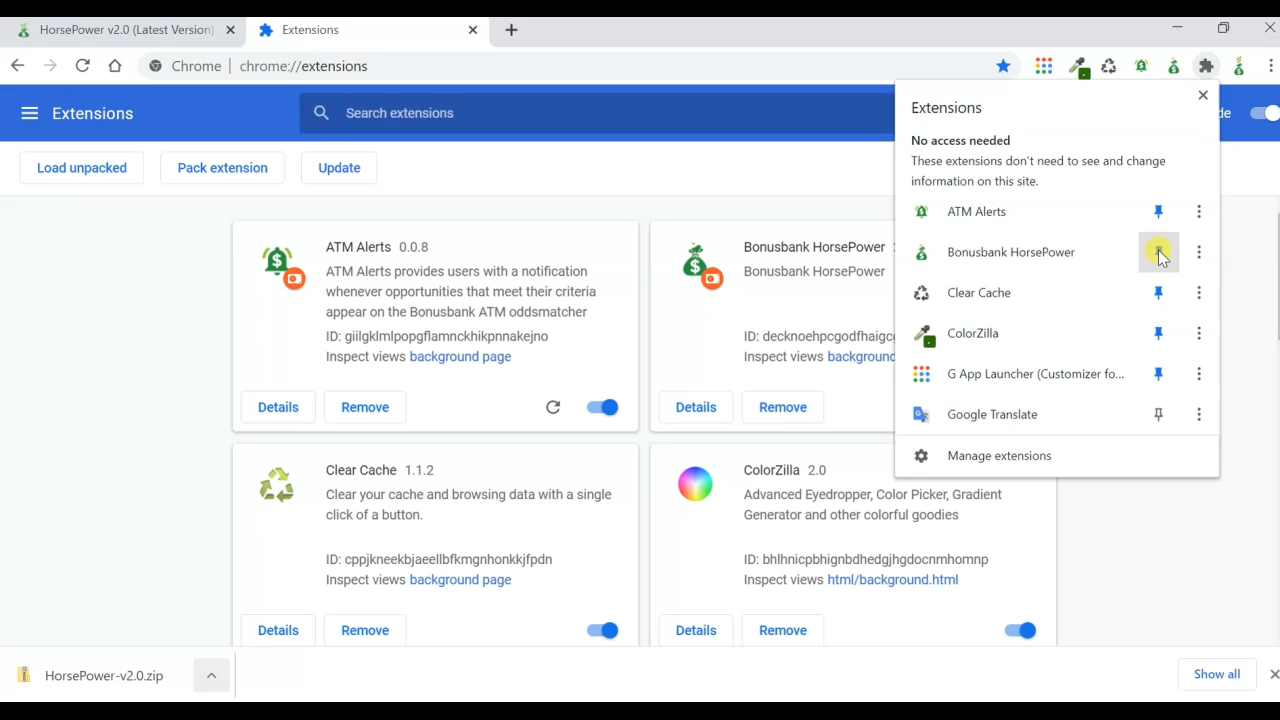 HorsePower v2.0 (Latest Version)
Extensions
Chrome
chrome://extensions
Extensions
Search extensions
de
Load unpacked
Pack extension
Update
ATM Alerts 0.0.8
ATM Alerts provides users with a notification
whenever opportunities that meet their criteria
appear on the Bonusbank ATM oddsmatcher
ID: giilgklmlpopgflamnckhikpnnakejno
Inspect views background page
Details
Remove
Bonusbank HorsePower
Bonusbank HorsePower
ID: decknoehpcgodfhaigc
Inspect views background
Details
Remove
Clear Cache 1.1.2
Clear your cache and browsing data with a single
click of a button.
ID: cppjkneekbjaeellbfkmgnhonkkjfpdn
Inspect views background page
Details
Remove
ColorZilla 2.0
Advanced Eyedropper, Color Picker, Gradient
Generator and other colorful goodies
ID: bhlhnicpbhignbdhedgjhgdocnmhomnp
Inspect views html/background.html
Details
Remove
Extensions
No access needed
These extensions don't need to see and change
information on this site.
ATM Alerts
Bonusbank HorsePower
Clear Cache
ColorZilla
G App Launcher (Customizer fo...
Google Translate
Manage extensions
HorsePower-v2.0.zip
Show all